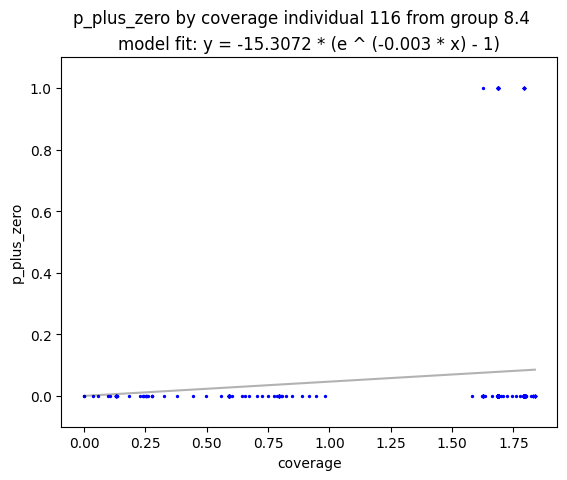 p_plus_zero by coverage individual 116 from group 8.4
model fit: y = -15.3072 * (e ^ (-0.003 * x) - 1)
1.0
0.8
0.6
0.4
0.2
0.0
p_plus_zero
0.00 0.25 0.50 0.75 1.00 1.25 1.50 1.75
coverage